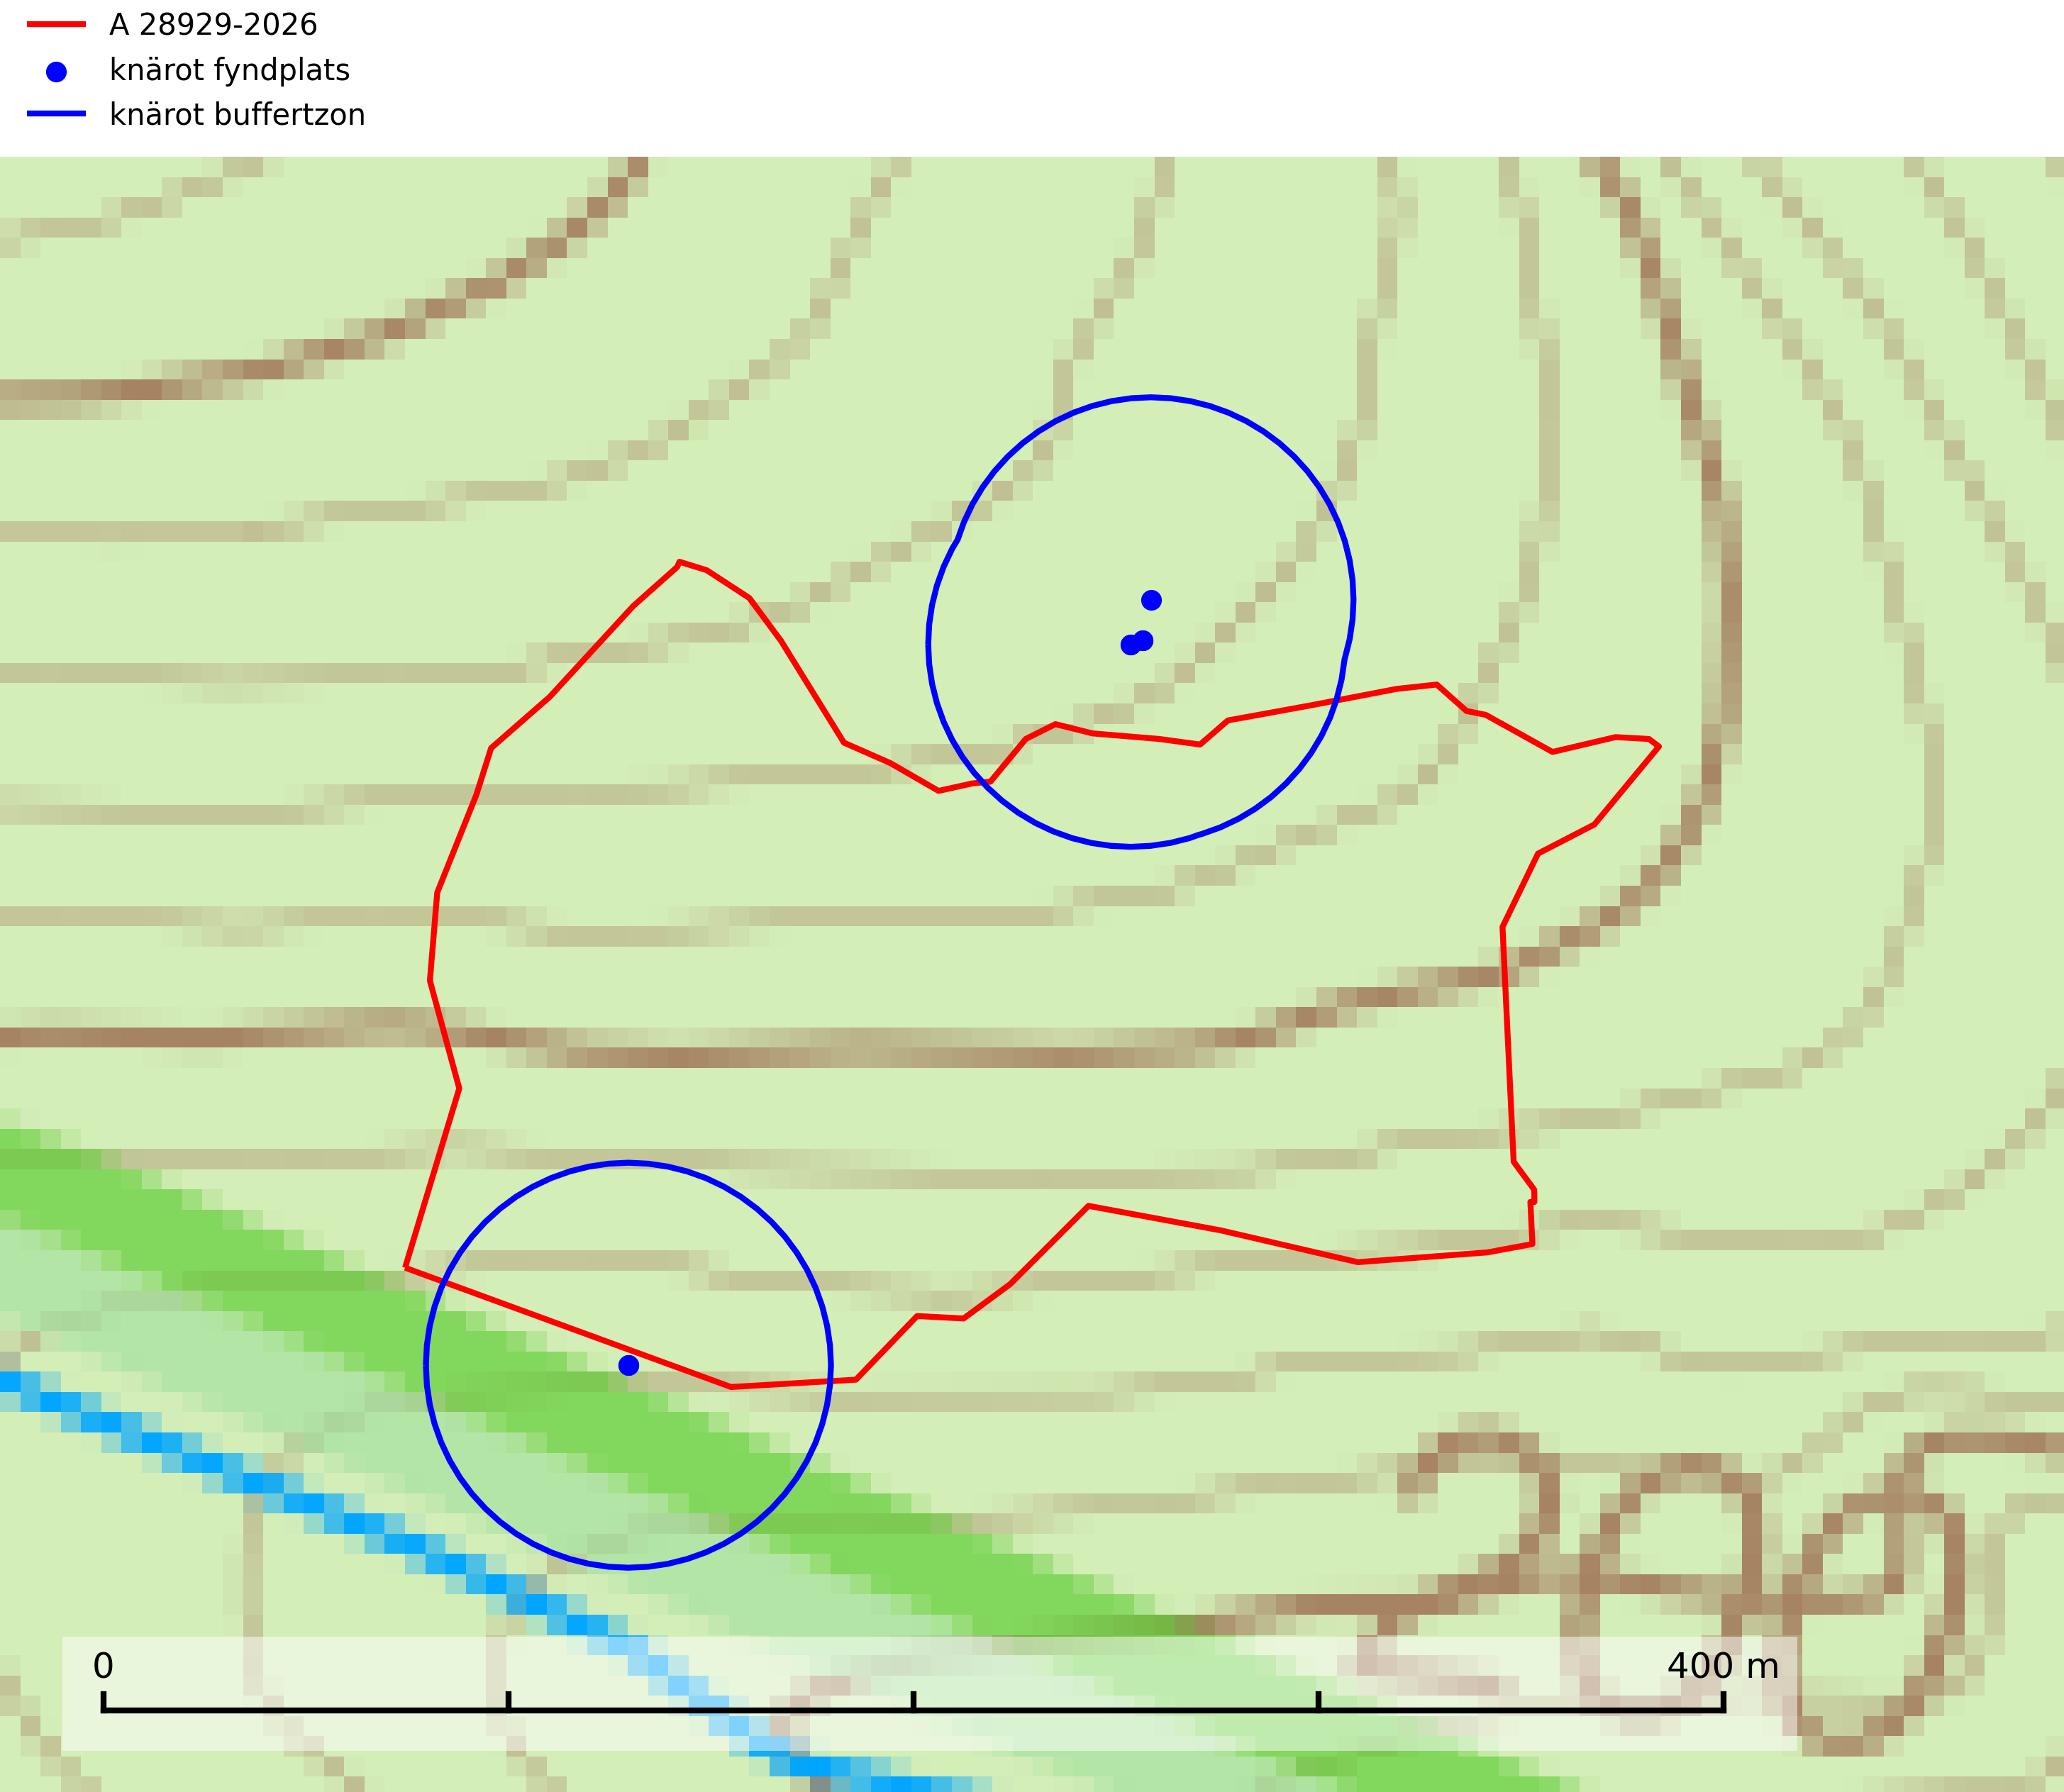 A 28929-2026
knärot fyndplats
knärot buffertzon
0
400 m